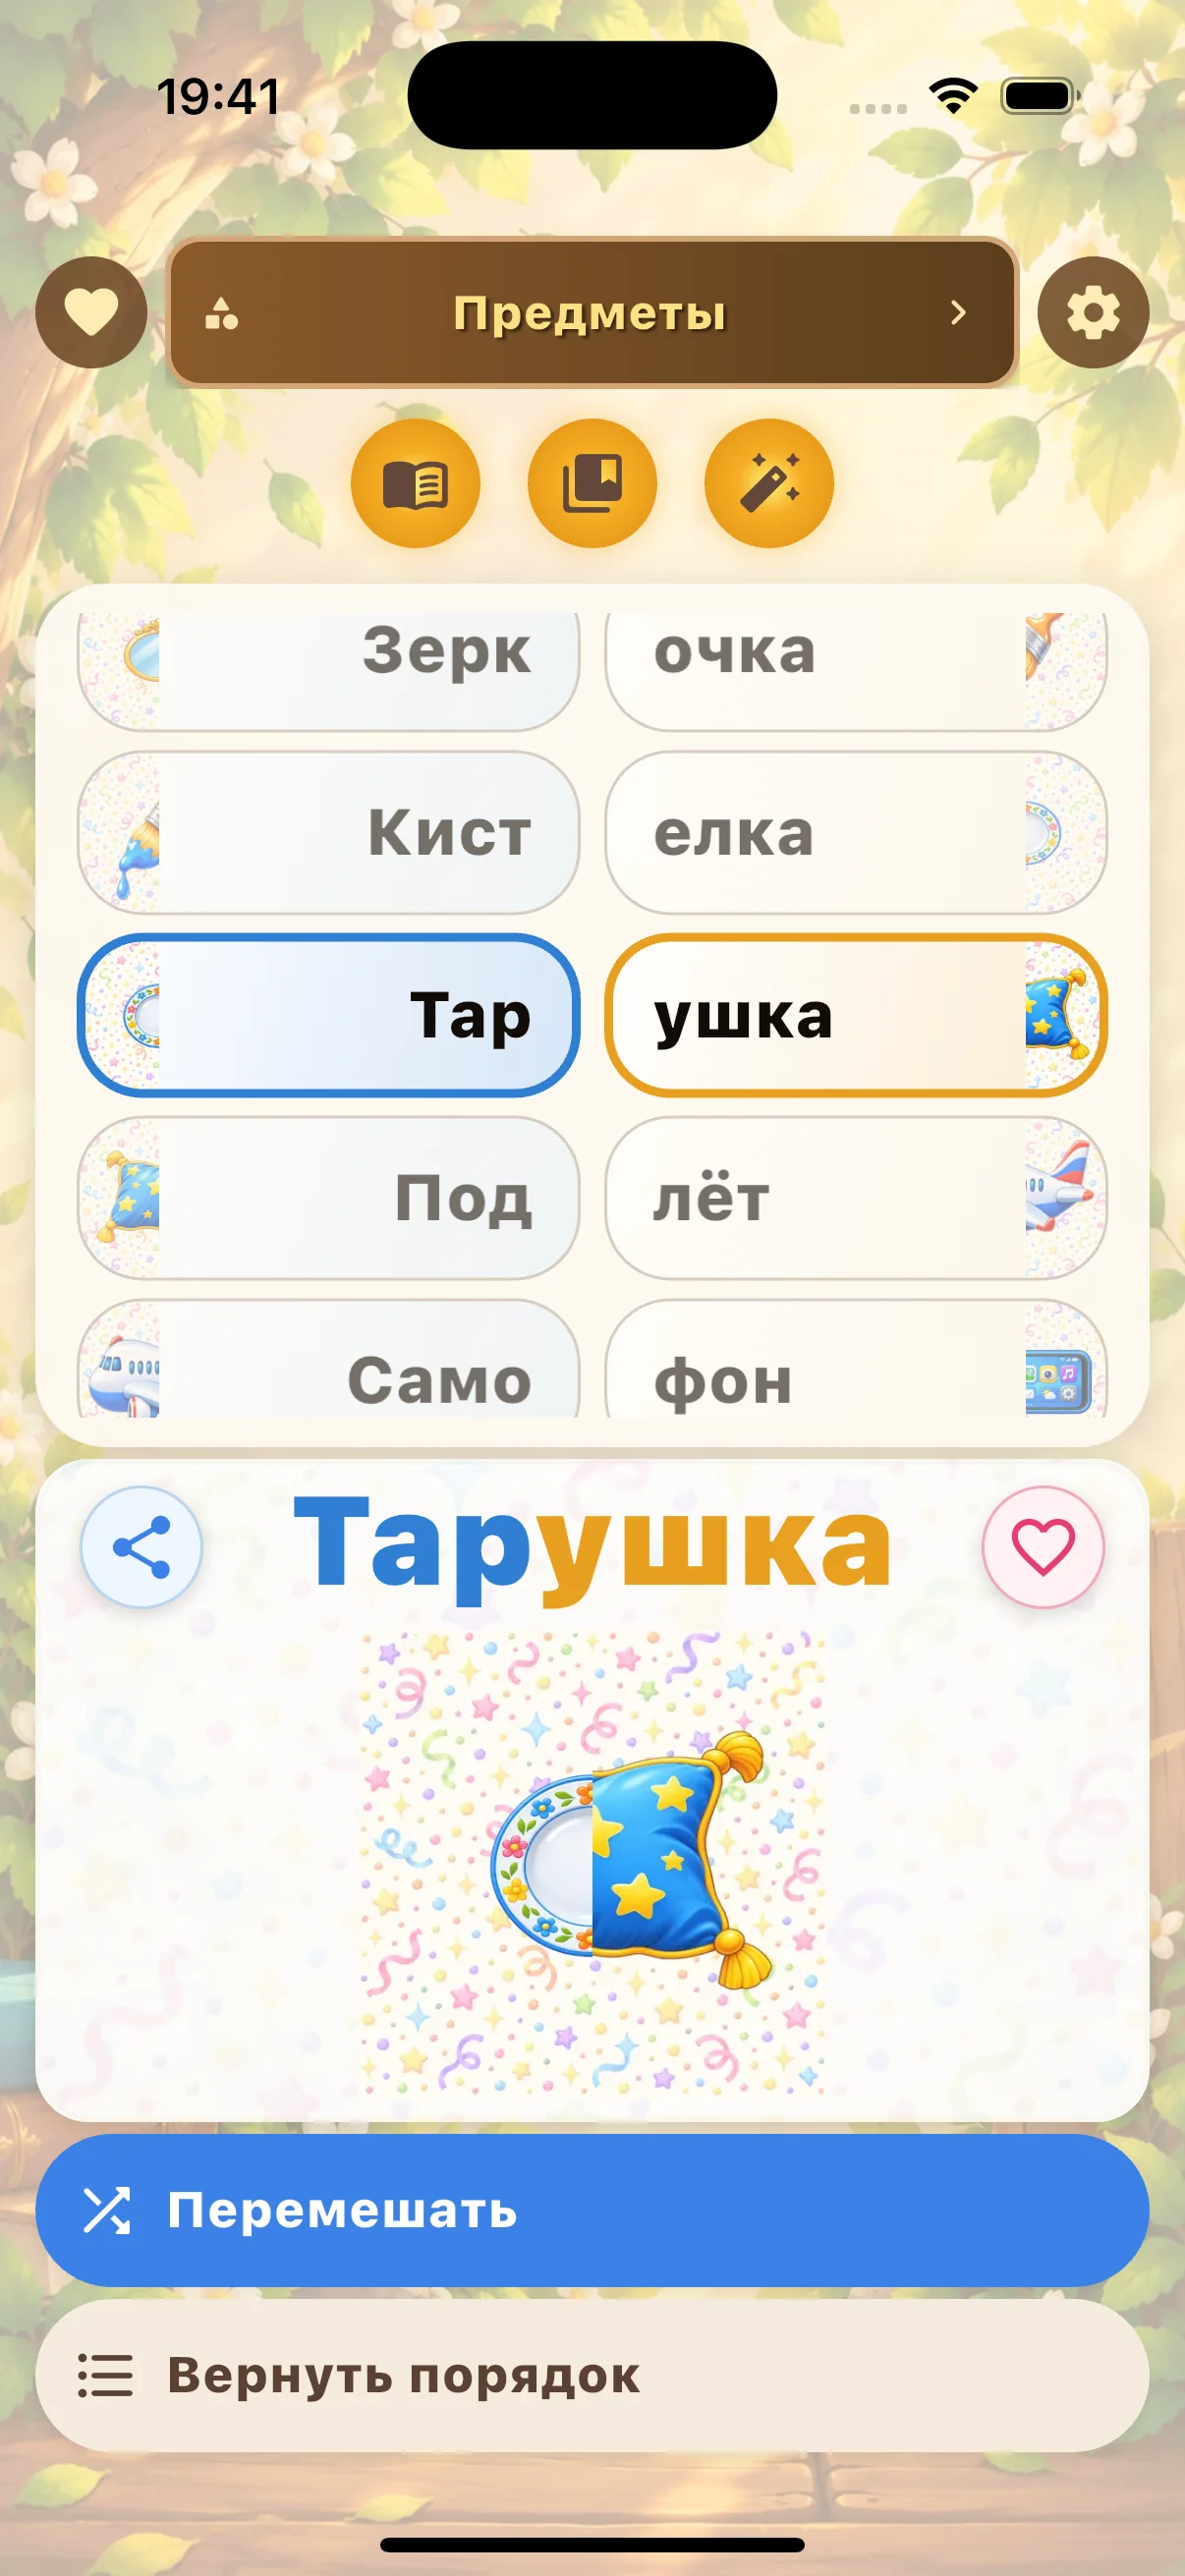 19:41
Предметы
Зерк очка
Кист елка
Тар ушка
Под лёт
Само фон
Тарушка
Перемешать
Вернуть порядок